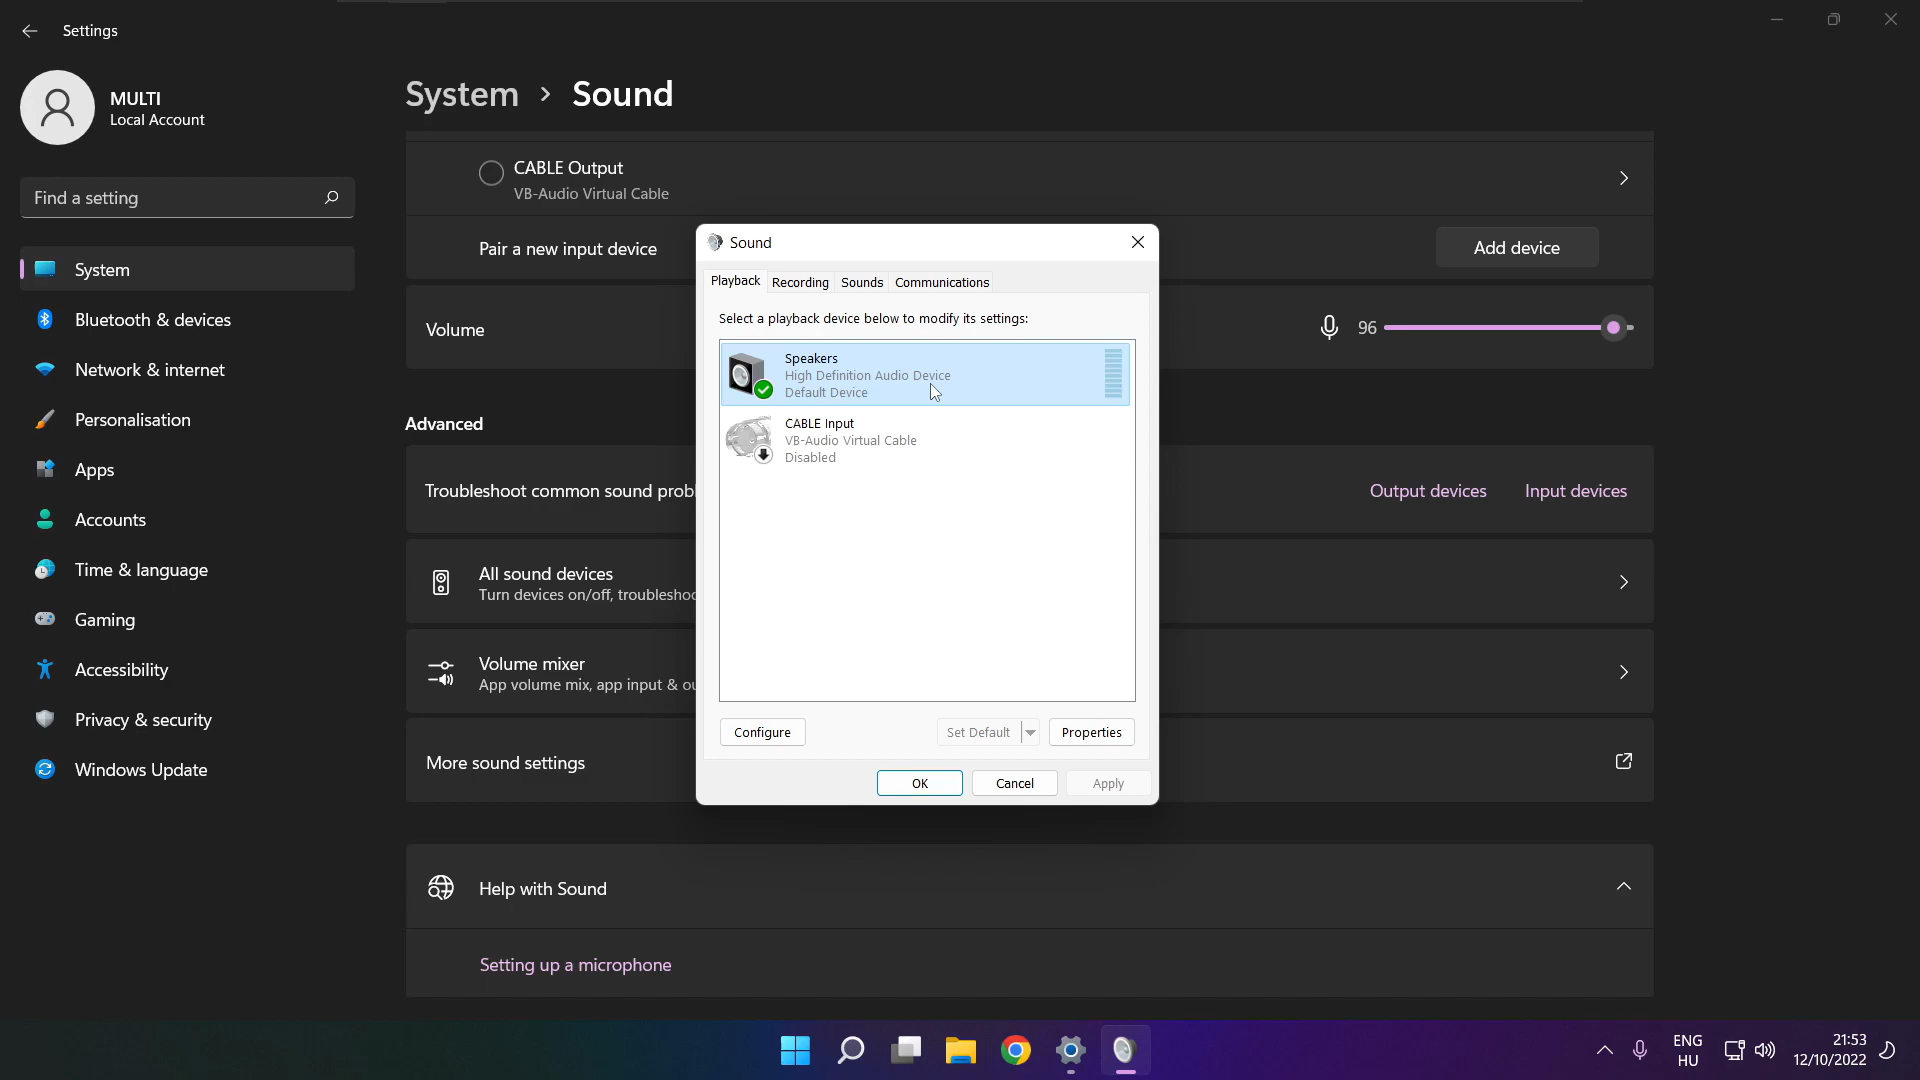 Settings
MULTI
Local Account
Find a setting
System
Bluetooth & devices
Network & internet
Personalisation
Apps
Accounts
Time & language
Gaming
Accessibility
Privacy & security
Windows Update
System > Sound
CABLE Output
VB-Audio Virtual Cable
Pair a new input device
Add device
Volume
96
Advanced
Troubleshoot common sound
Output devices
Input devices
All sound devices
Turn devices on/off,
Volume mixer
App volume mix, app input &
More sound settings
Help with Sound
Setting up a microphone
Sound
Playback
Recording
Sounds
Communications
Select a playback device below to modify its settings:
Speakers
High Definition Audio Device
Default Device
CABLE Input
VB-Audio Virtual Cable
Disabled
Configure
Set Default
Properties
OK
Cancel
Apply
ENG
HU
21:53
12/10/2022